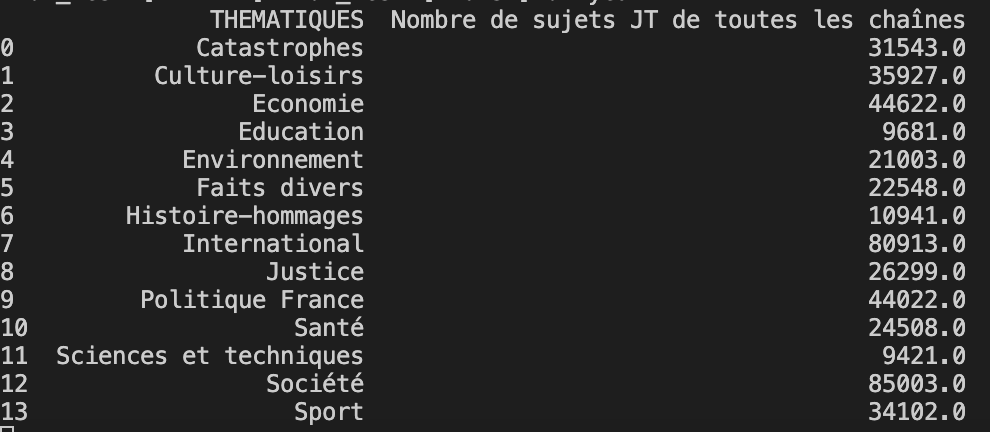 THEMATIQUES Nombre de sujets JT de toutes les chaînes
0 Catastrophes 31543.0
1 Culture-loisirs 35927.0
2 Economie 44622.0
3 Education 9681.0
4 Environnement 21003.0
5 Faits divers 22548.0
6 Histoire-hommages 10941.0
7 International 80913.0
8 Justice 26299.0
9 Politique France 44022.0
10 Santé 24508.0
11 Sciences et techniques 9421.0
12 Société 85003.0
13 Sport 34102.0